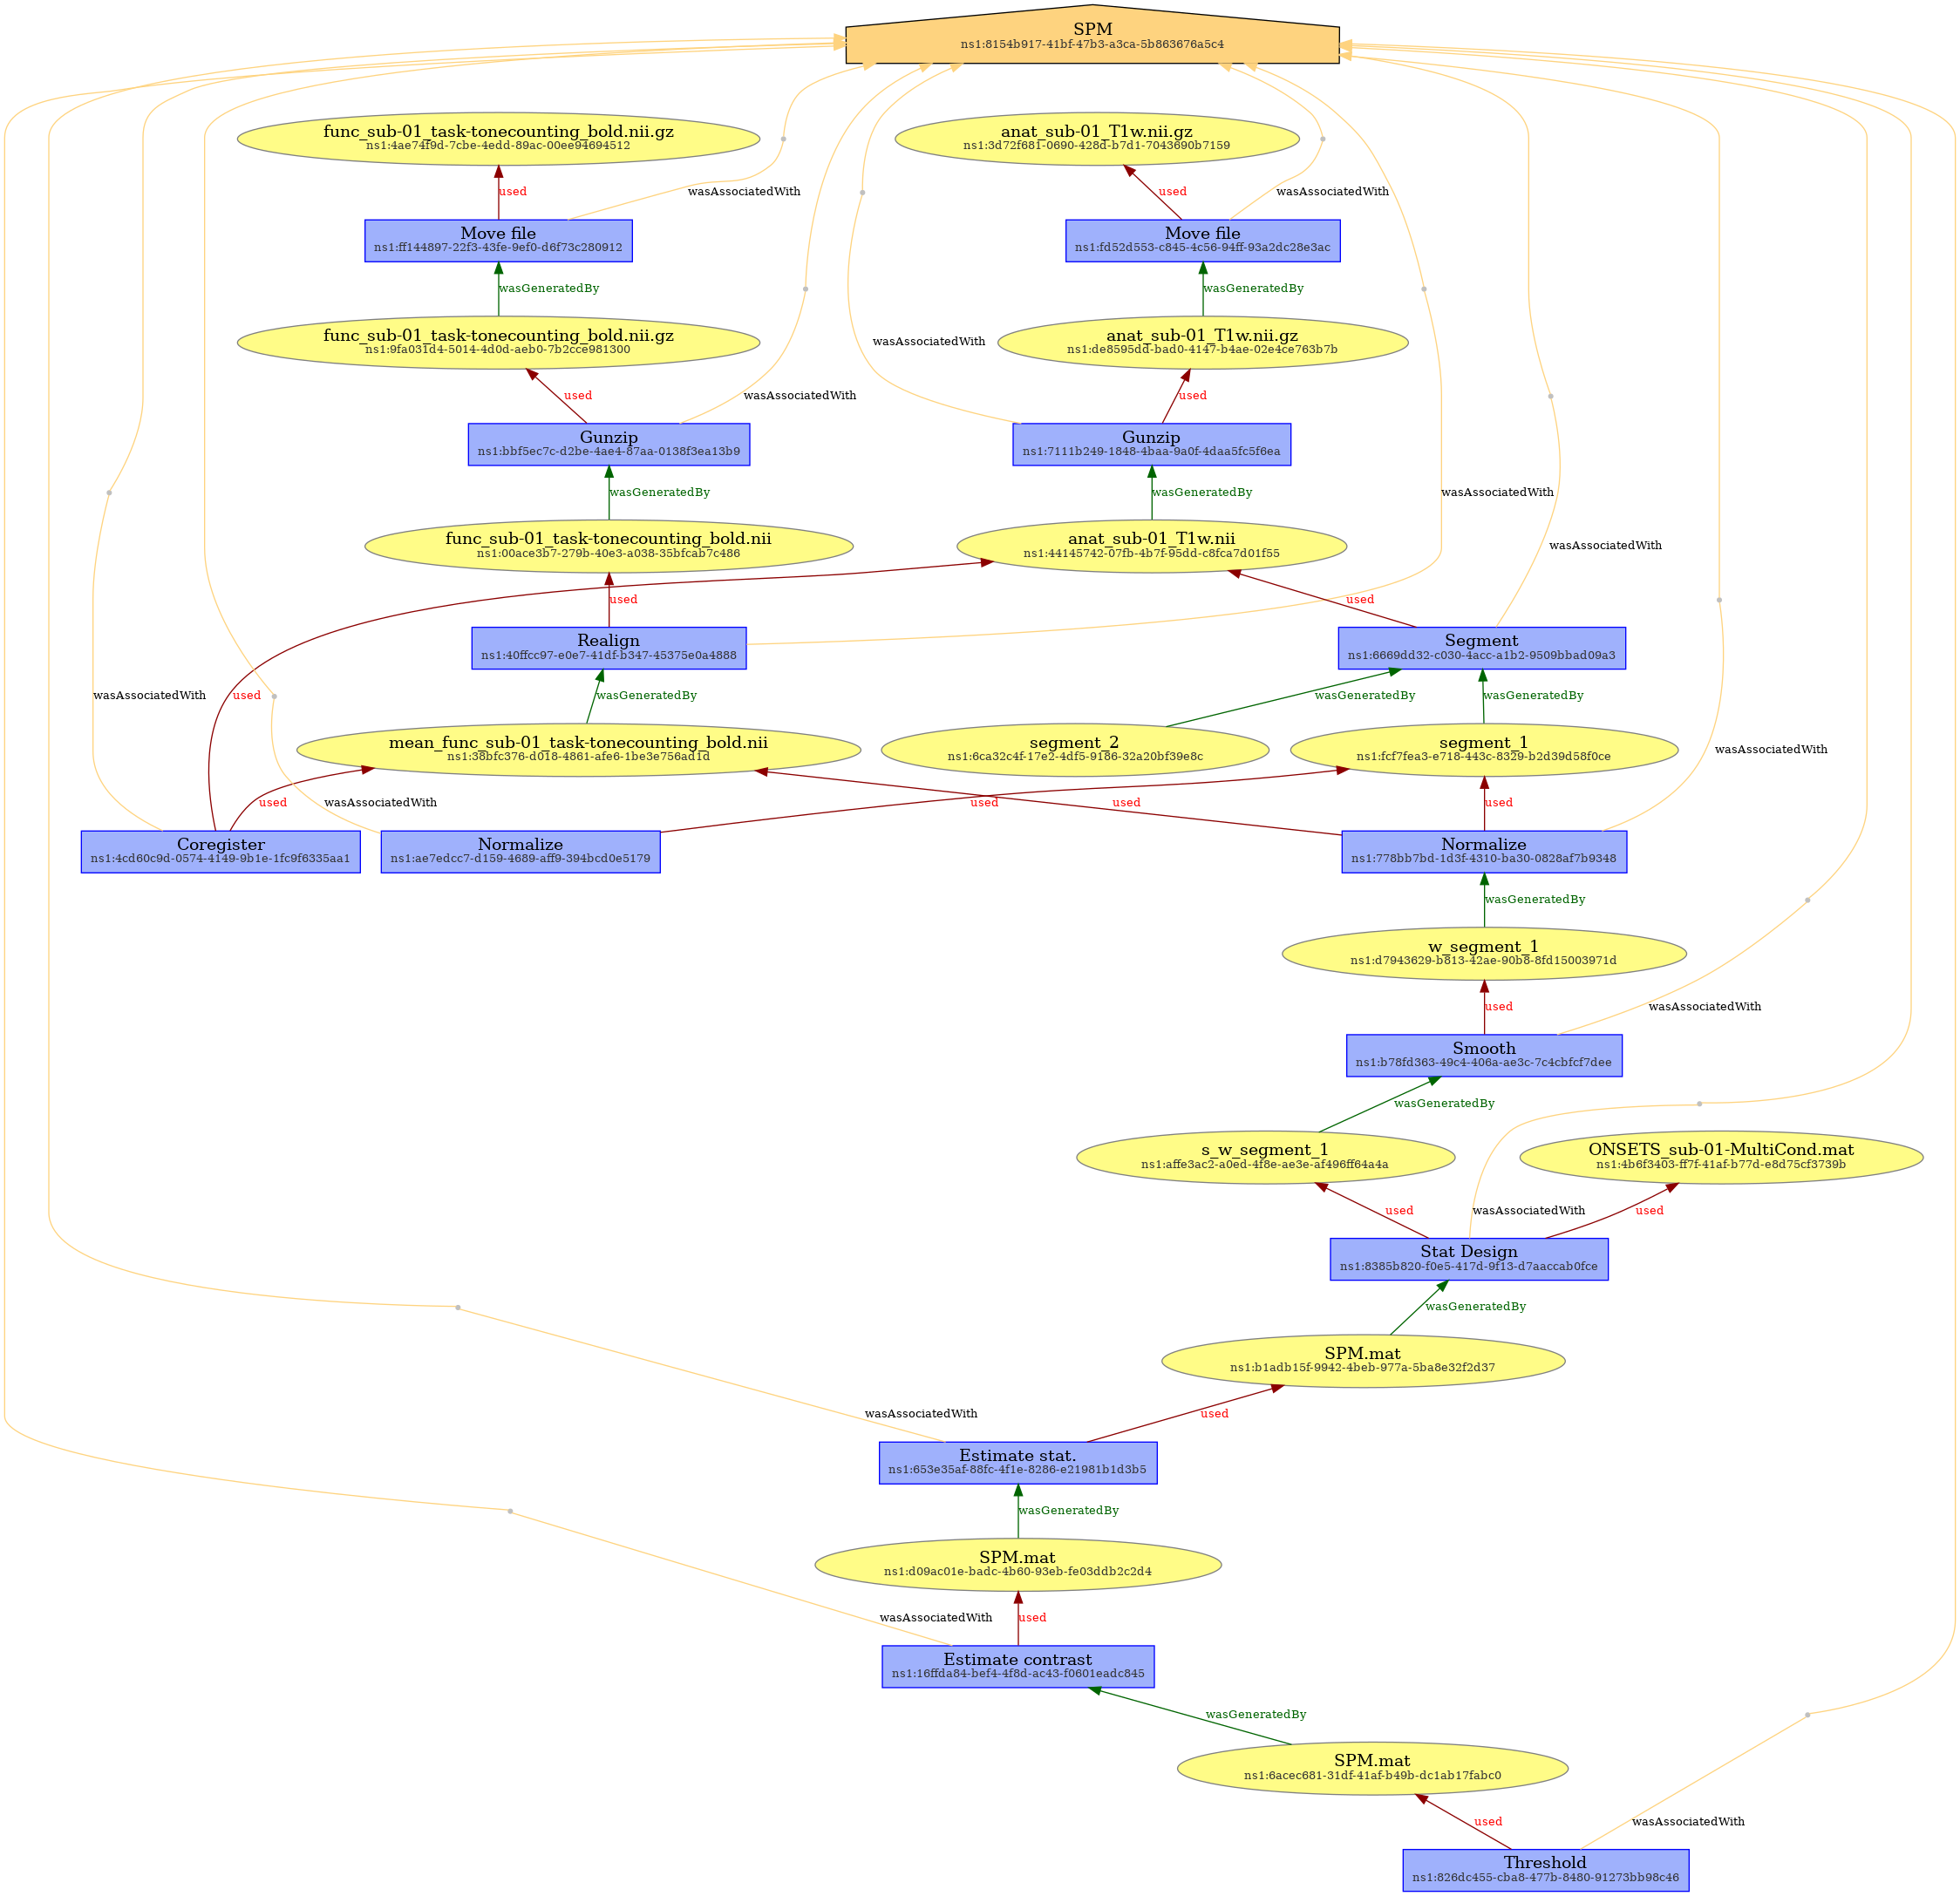 SPM
ns1:8154b917-41bf-47b3-a3ca-5b863676a5c4
func_sub-01_task-tonecounting_bold.nii.gz
ns1:4ae74f9d-7cbe-4edd-89ac-00ee94694512
anat_sub-01_T1w.nii.gz
ns1:3d72f681-0690-428d-b7d1-7043690b7159
used
wasAssociatedWith
used
wasAssociatedWith
Move file
ns1:ff144897-22f3-43fe-9ef0-d6f73c280912
Move file
ns1:fd52d553-c845-4c56-94ff-93a2dc28e3ac
wasGeneratedBy
wasGeneratedBy
func_sub-01_task-tonecounting_bold.nii.gz
ns1:9fa031d4-5014-4d0d-aeb0-7b2cce981300
wasAssociatedWith
anat_sub-01_T1w.nii.gz
ns1:de8595dd-bad0-4147-b4ae-02e4ce763b7b
used
wasAssociatedWith
used
Gunzip
ns1:bbf5ec7c-d2be-4ae4-87aa-0138f3ea13b9
Gunzip
ns1:7111b249-1848-4baa-9a0f-4daa5fc5f6ea
wasGeneratedBy
wasGeneratedBy
wasAssociatedWith
func_sub-01_task-tonecounting_bold.nii
ns1:00ace3b7-279b-40e3-a038-35bfcab7c486
anat_sub-01_T1w.nii
ns1:44145742-07fb-4b7f-95dd-c8fca7d01f55
wasAssociatedWith
used
used
Realign
ns1:40ffcc97-e0e7-41df-b347-45375e0a4888
Segment
ns1:6669dd32-c030-4acc-a1b2-9509bbad09a3
wasAssociatedWith
used
wasGeneratedBy
wasGeneratedBy
wasGeneratedBy
mean_func_sub-01_task-tonecounting_bold.nii
ns1:38bfc376-d018-4861-afe6-1be3e756ad1d
segment_2
ns1:6ca32c4f-17e2-4df5-9186-32a20bf39e8c
segment_1
ns1:fcf7fea3-e718-443c-8329-b2d39d58f0ce
wasAssociatedWith
used
wasAssociatedWith
used
used
used
Coregister
ns1:4cd60c9d-0574-4149-9b1e-1fc9f6335aa1
Normalize
ns1:ae7edcc7-d159-4689-aff9-394bcd0e5179
Normalize
ns1:778bb7bd-1d3f-4310-ba30-0828af7b9348
wasGeneratedBy
w_segment_1
ns1:d7943629-b813-42ae-90b8-8fd15003971d
used
wasAssociatedWith
Smooth
ns1:b78fd363-49c4-406a-ae3c-7c4cbfcf7dee
wasGeneratedBy
s_w_segment_1
ns1:affe3ac2-a0ed-4f8e-ae3e-af496ff64a4a
ONSETS_sub-01-MultiCond.mat
ns1:4b6f3403-ff7f-41af-b77d-e8d75cf3739b
used
wasAssociatedWith
used
Stat Design
ns1:8385b820-f0e5-417d-9f13-d7aaccab0fce
wasGeneratedBy
SPM.mat
ns1:b1adb15f-9942-4beb-977a-5ba8e32f2d37
wasAssociatedWith
used
Estimate stat.
ns1:653e35af-88fc-4f1e-8286-e21981b1d3b5
wasGeneratedBy
SPM.mat
ns1:d09ac01e-badc-4b60-93eb-fe03ddb2c2d4
wasAssociatedWith
used
Estimate contrast
ns1:16ffda84-bef4-4f8d-ac43-f0601eadc845
wasGeneratedBy
SPM.mat
ns1:6acec681-31df-41af-b49b-dc1ab17fabc0
used
wasAssociatedWith
Threshold
ns1:826dc455-cba8-477b-8480-91273bb98c46